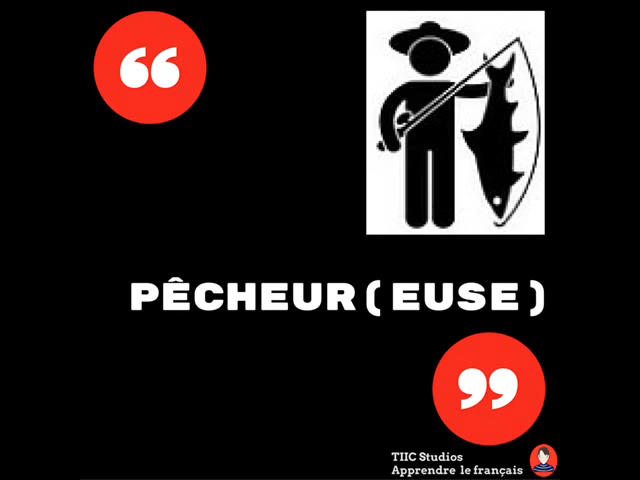 ❝
PÊCHEUR ( EUSE )
❞
TIIC Studios
Apprendre le français